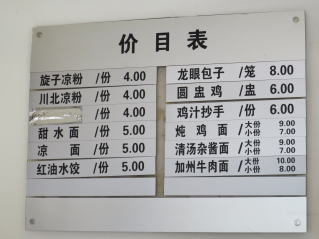 价目表
旋子凉粉 /份 4.00
川北凉粉 /份 4.00
/份 4.00
甜水面 /份 5.00
凉面 /份 5.00
红油水饺 /份 5.00
龙眼包子 /笼 8.00
圆盅鸡 /盅 6.00
鸡汁抄手 /份 6.00
炖鸡面 大份 9.00
小份 7.00
清汤杂酱面 大份 9.00
小份 7.00
加州牛肉面 大份 10.00
小份 8.00